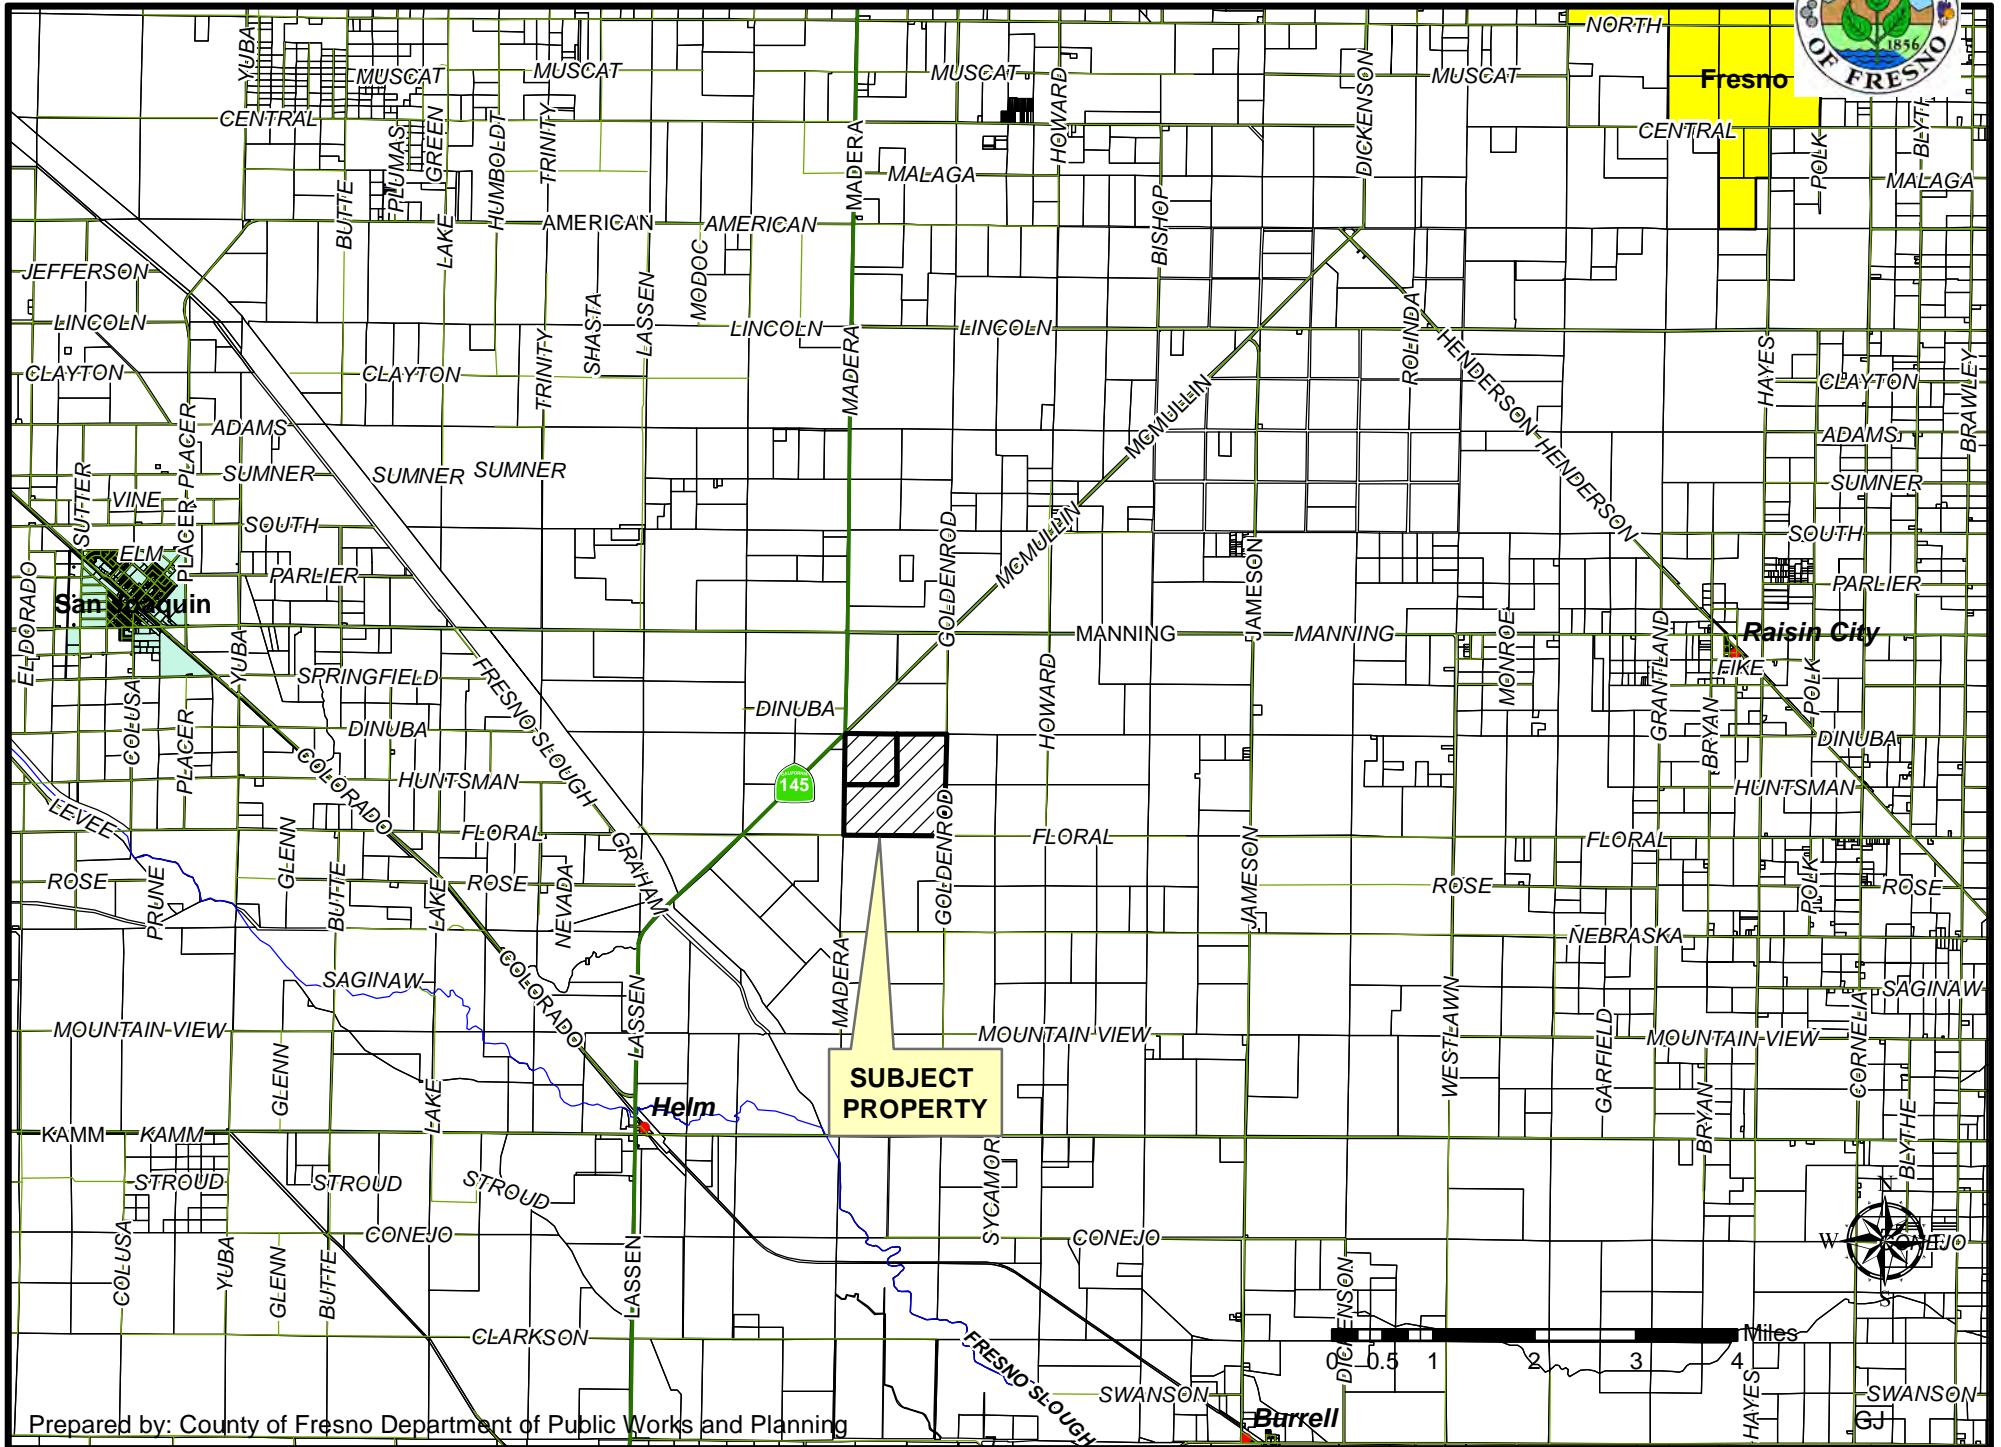 NORTH
1856
OF FRESNO
YUBA
MUSCAT
MUSCAT
MUSCAT
HOWARD
DICKENSON
MUSCAT
Fresno
CENTRAL
PLUMAS
GREEN
HUMBOLDT
TRINITY
MADERA
CENTRAL
POLK
BLYTH
MALAGA
MALAGA
BUTTE
LAKE
AMERICAN
AMERICAN
BISHOP
JEFFERSON
SHASTA
LASSEN
MODOC
ROLINDA
LINCOLN
LINCOLN
LINCOLN
MADERA
HENDERSON
HAYES
CLAYTON
CLAYTON
TRINITY
MCMULLIN
CLAYTON
BRAWLEY
PLACER
PLACER
ADAMS
HENDERSON
ADAMS
SUTTER
SUMNER
SUMNER
SUMNER
SUMNER
VINE
SOUTH
GOLDENROD
MCMULLIN
SOUTH
ELM
PARLIER
JAMESON
PARLIER
ELDORADO
San Joaquin
YUBA
MANNING
MANNING
MONROE
GRANTLAND
Raisin City
FIKE
SPRINGFIELD
FRESNO SLOUGH
HOWARD
POLK
COLUSA
PLACER
DINUBA
DINUBA
BRYAN
DINUBA
COLORADO
HUNTSMAN
CALIFORNIA
145
HUNTSMAN
LEVEE
GLENN
FLORAL
GRAHAM
GOLDENROD
FLORAL
JAMESON
FLORAL
ROSE
PRUNE
BUTTE
LAKE
ROSE
NEVADA
ROSE
POLK
ROSE
MADERA
NEBRASKA
SAGINAW
COLORADO
LASSEN
WESTLAWN
CORNELIA
SAGINAW
MOUNTAIN VIEW
MOUNTAIN VIEW
GARFIELD
MOUNTAIN VIEW
GLENN
LAKE
SUBJECT
PROPERTY
Helm
BRYAN
BLYTHE
KAMM
KAMM
STROUD
STROUD
STROUD
SYCAMOR
COLUSA
YUBA
GLENN
BUTTE
CONEJO
LASSEN
CONEJO
DICKENSON
N
W
S
CONEJO
CLARKSON
FRESNO SLOUGH
Miles
0 0.5 1 2 3 4
SWANSON
HAYES
SWANSON
Prepared by: County of Fresno Department of Public Works and Planning
Burrell
GJ